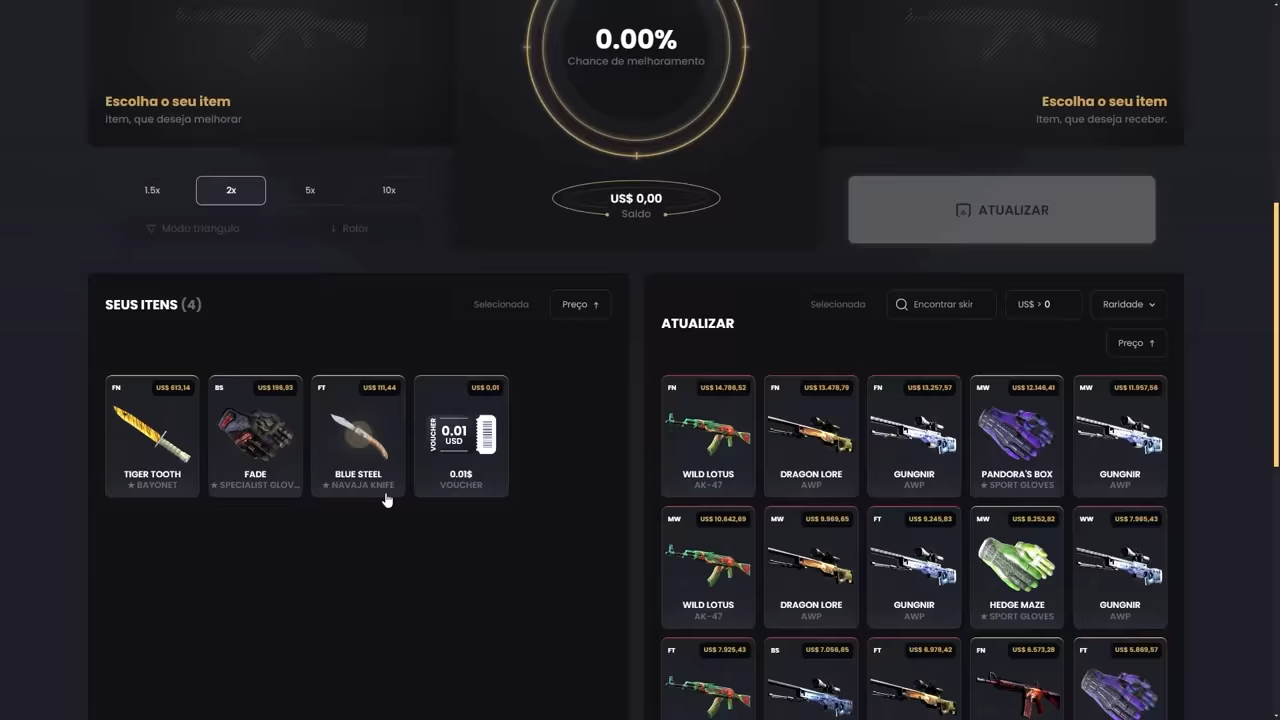 0.00%
Chance de melhoramento
Escolha o seu item
Item, que deseja melhorar
Escolha o seu item
Item, que deseja receber.
1.5x
2x
5x
10x
US$ 0,00
Saldo
ATUALIZAR
Modo triangulo
Rolar
SEUS ITENS (4)
Selecionada
Preço ↑
ATUALIZAR
Selecionada
Encontrar skir
US$ > 0
Raridade
Preço ↑
FN US$ 613,14
BS US$ 196,93
FT US$ 111,44
US$ 0,01
VOUCHER
0.01
USD
TIGER TOOTH
★ BAYONET
FADE
★ SPECIALIST GLOV...
BLUE STEEL
★ NAVAJA KNIFE
0.01$
VOUCHER
FN US$ 14.786,52
FN US$ 13.478,79
FN US$ 13.257,57
MW US$ 12.146,41
MW US$ 11.957,56
WILD LOTUS
AK-47
DRAGON LORE
AWP
GUNGNIR
AWP
PANDORA'S BOX
★ SPORT GLOVES
GUNGNIR
AWP
MW US$ 10.642,69
MW US$ 9.969,65
FT US$ 9.245,83
MW US$ 8.252,82
WW US$ 7.965,43
WILD LOTUS
AK-47
DRAGON LORE
AWP
GUNGNIR
AWP
HEDGE MAZE
★ SPORT GLOVES
GUNGNIR
AWP
FT US$ 7.925,43
BS US$ 7.056,65
FT US$ 6.978,42
FN US$ 6.573,28
FT US$ 5.869,57